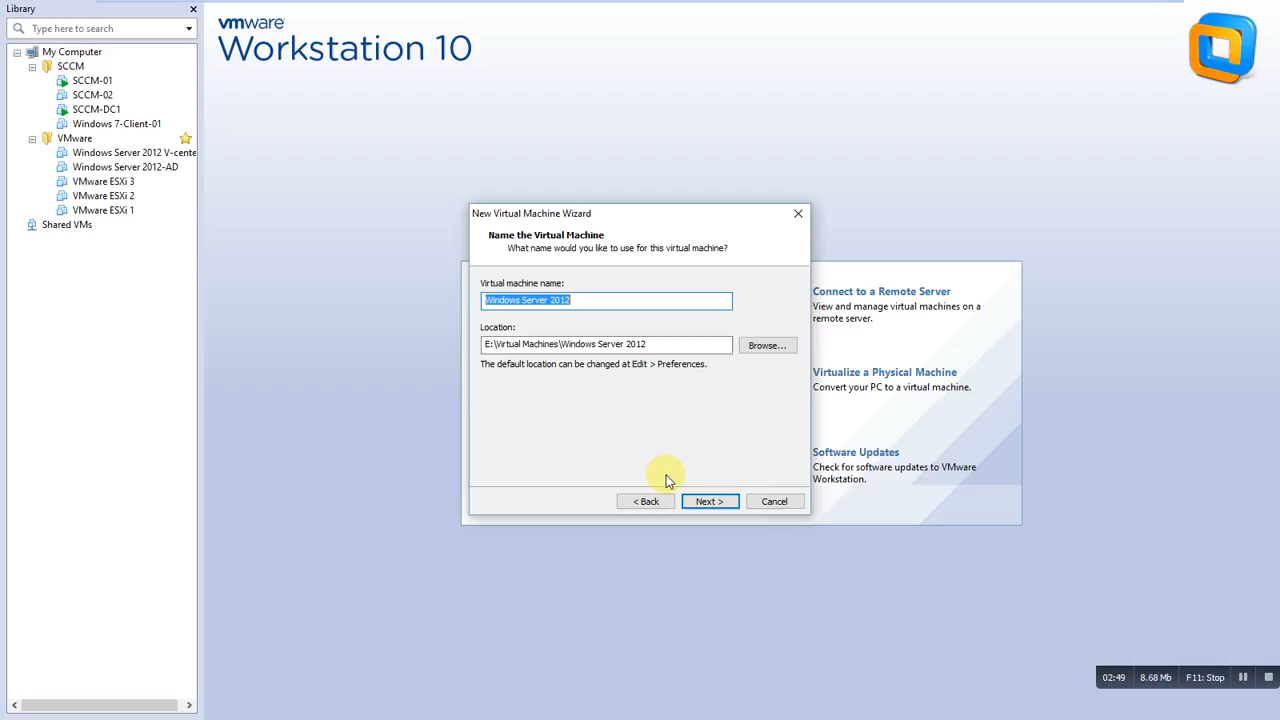 Library
Type here to search
My Computer
SCCM
SCCM-01
SCCM-02
SCCM-DC1
Windows 7-Client-01
VMware
Windows Server 2012 V-cente
Windows Server 2012-AD
VMware ESXi 3
VMware ESXi 2
VMware ESXi 1
Shared VMs
vmware
Workstation 10
New Virtual Machine Wizard
Name the Virtual Machine
What name would you like to use for this virtual machine?
Virtual machine name:
Windows Server 2012
Location:
E:\Virtual Machines\Windows Server 2012
Browse...
The default location can be changed at Edit > Preferences.
< Back
Next >
Cancel
Connect to a Remote Server
View and manage virtual machines on a
remote server.
Virtualize a Physical Machine
Convert your PC to a virtual machine.
Software Updates
Check for software updates to VMware
Workstation.
02:49
8.68 Mb
F11: Stop